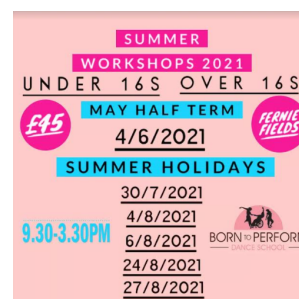 SUMMER
WORKSHOPS 2021
UNDER 16S OVER 16S
MAY HALF TERM
£45
FERNIE
FIELDS
4/6/2021
SUMMER HOLIDAYS
30/7/2021
4/8/2021
9.30-3.30PM
6/8/2021
BORN TO PERFORM
DANCE SCHOOL
24/8/2021
27/8/2021